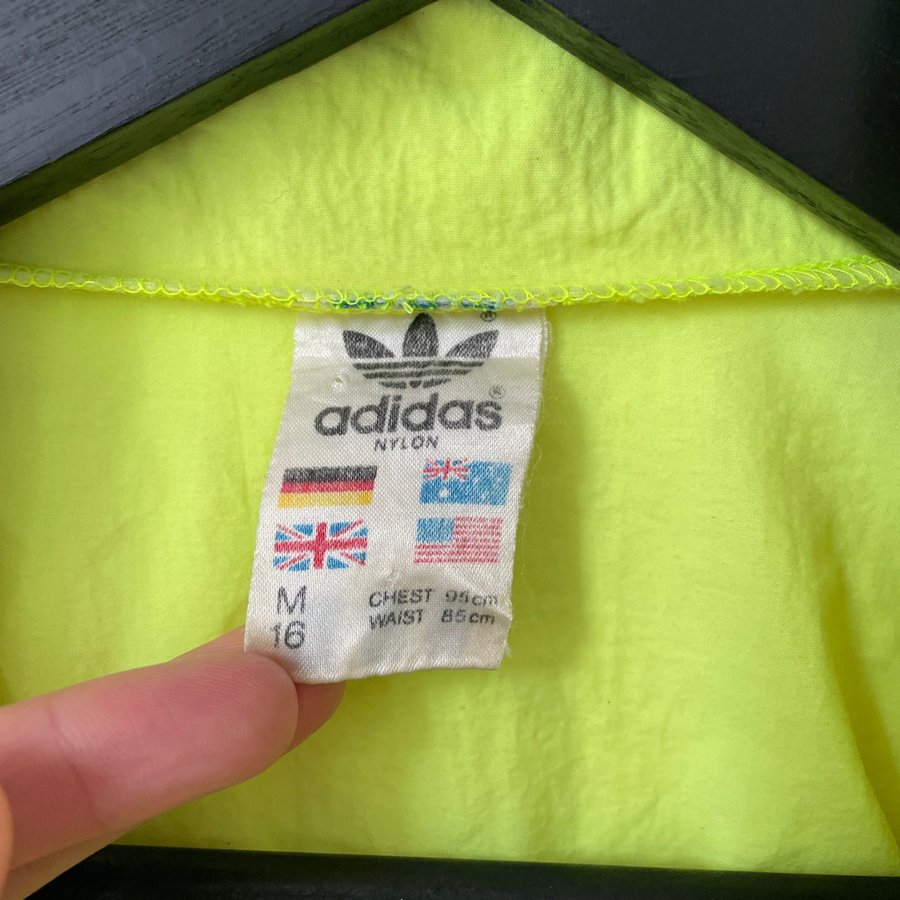 ®
adidas®
NYLON
M
16
CHEST 95cm
WAIST 85cm